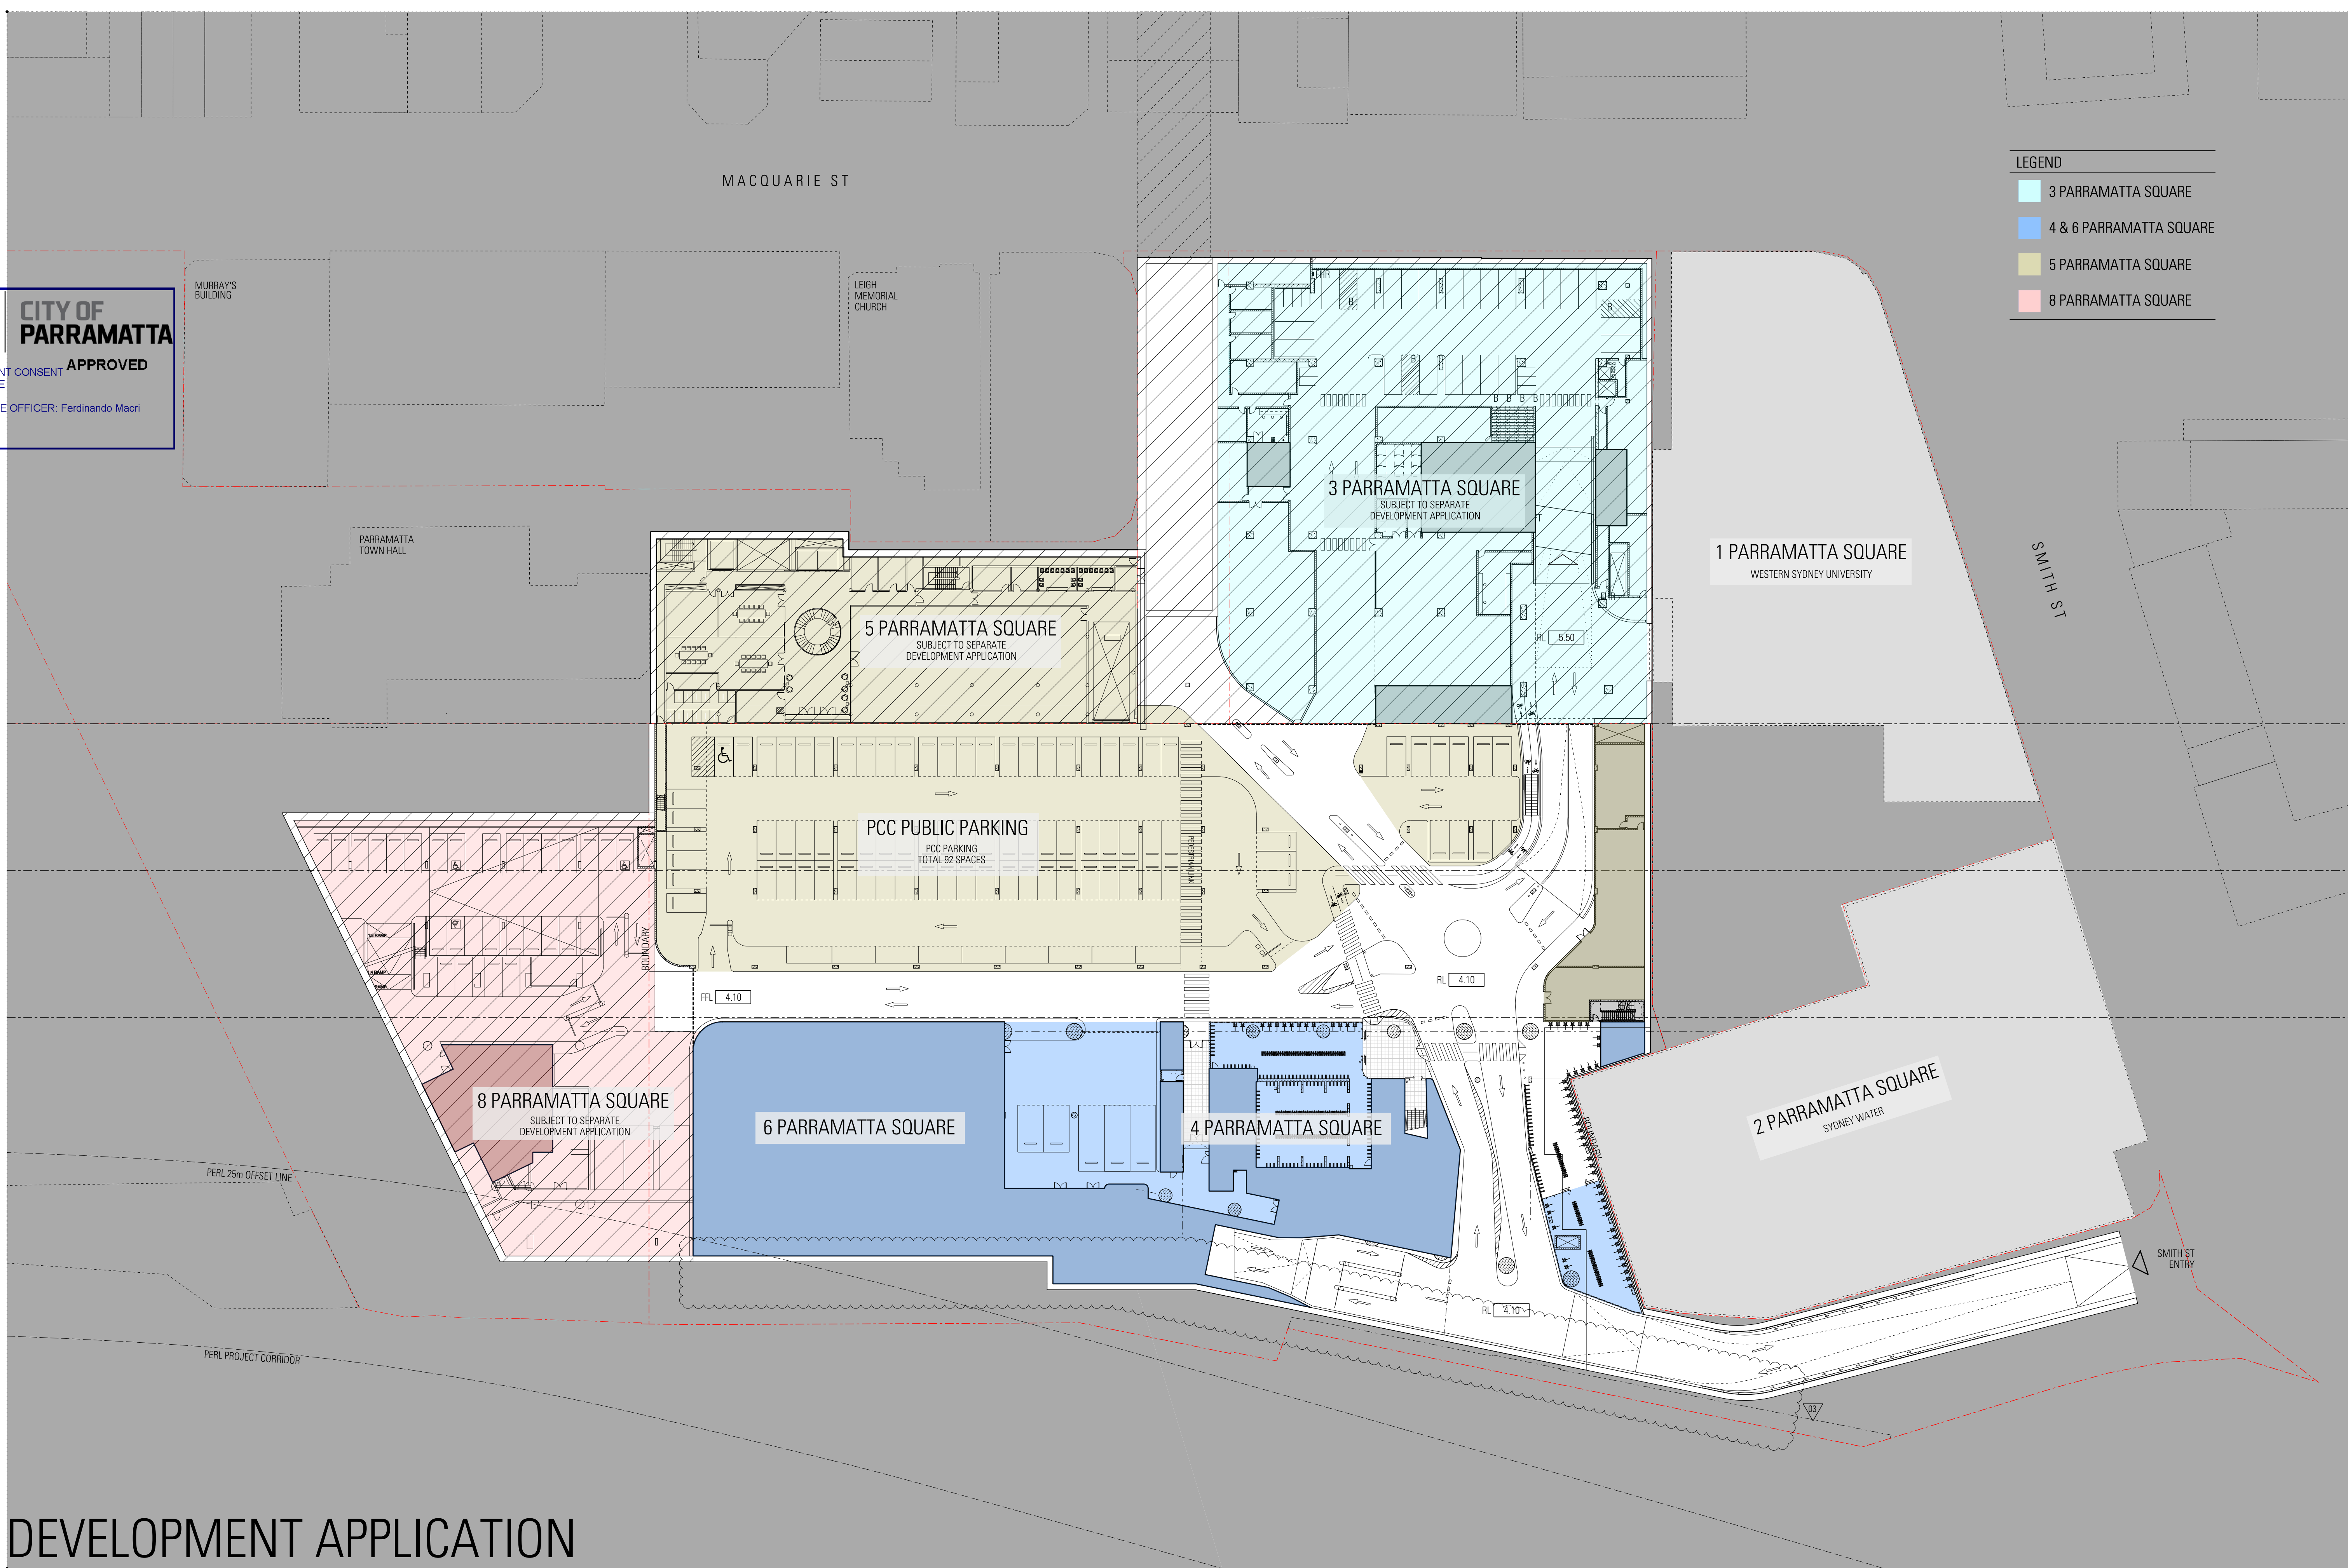 MACQUARIE ST
LEGEND
3 PARRAMATTA SQUARE
4 & 6 PARRAMATTA SQUARE
5 PARRAMATTA SQUARE
8 PARRAMATTA SQUARE
CITY OF
PARRAMATTA
APPROVED
NT CONSENT
E
E OFFICER: Ferdinando Macri
MURRAY'S
BUILDING
LEIGH
MEMORIAL
CHURCH
FHR
B
B
B
B B B B
3 PARRAMATTA SQUARE
SUBJECT TO SEPARATE
DEVELOPMENT APPLICATION
PARRAMATTA
TOWN HALL
1 PARRAMATTA SQUARE
WESTERN SYDNEY UNIVERSITY
SMITH ST
5 PARRAMATTA SQUARE
SUBJECT TO SEPARATE
DEVELOPMENT APPLICATION
RL 5.50
PCC PUBLIC PARKING
PCC PARKING
TOTAL 92 SPACES
PEDESTRIAN LINK
BOUNDARY
FFL 4.10
RL 4.10
8 PARRAMATTA SQUARE
SUBJECT TO SEPARATE
DEVELOPMENT APPLICATION
6 PARRAMATTA SQUARE
4 PARRAMATTA SQUARE
BOUNDARY
2 PARRAMATTA SQUARE
SYDNEY WATER
PERL 25m OFFSET LINE
SMITH ST
ENTRY
RL 4.10
PERL PROJECT CORRIDOR
03
DEVELOPMENT APPLICATION